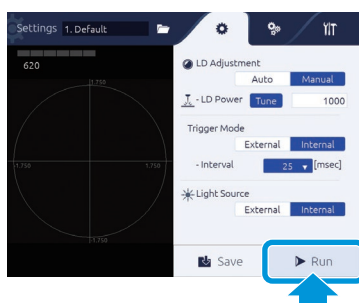 Settings 1. Default
620
1.750
-1.750 1.750
-1.750
LD Adjustment
Auto Manual
- LD Power Tune 1000
Trigger Mode
External Internal
- Interval 25 [msec]
Light Source
External Internal
Save Run